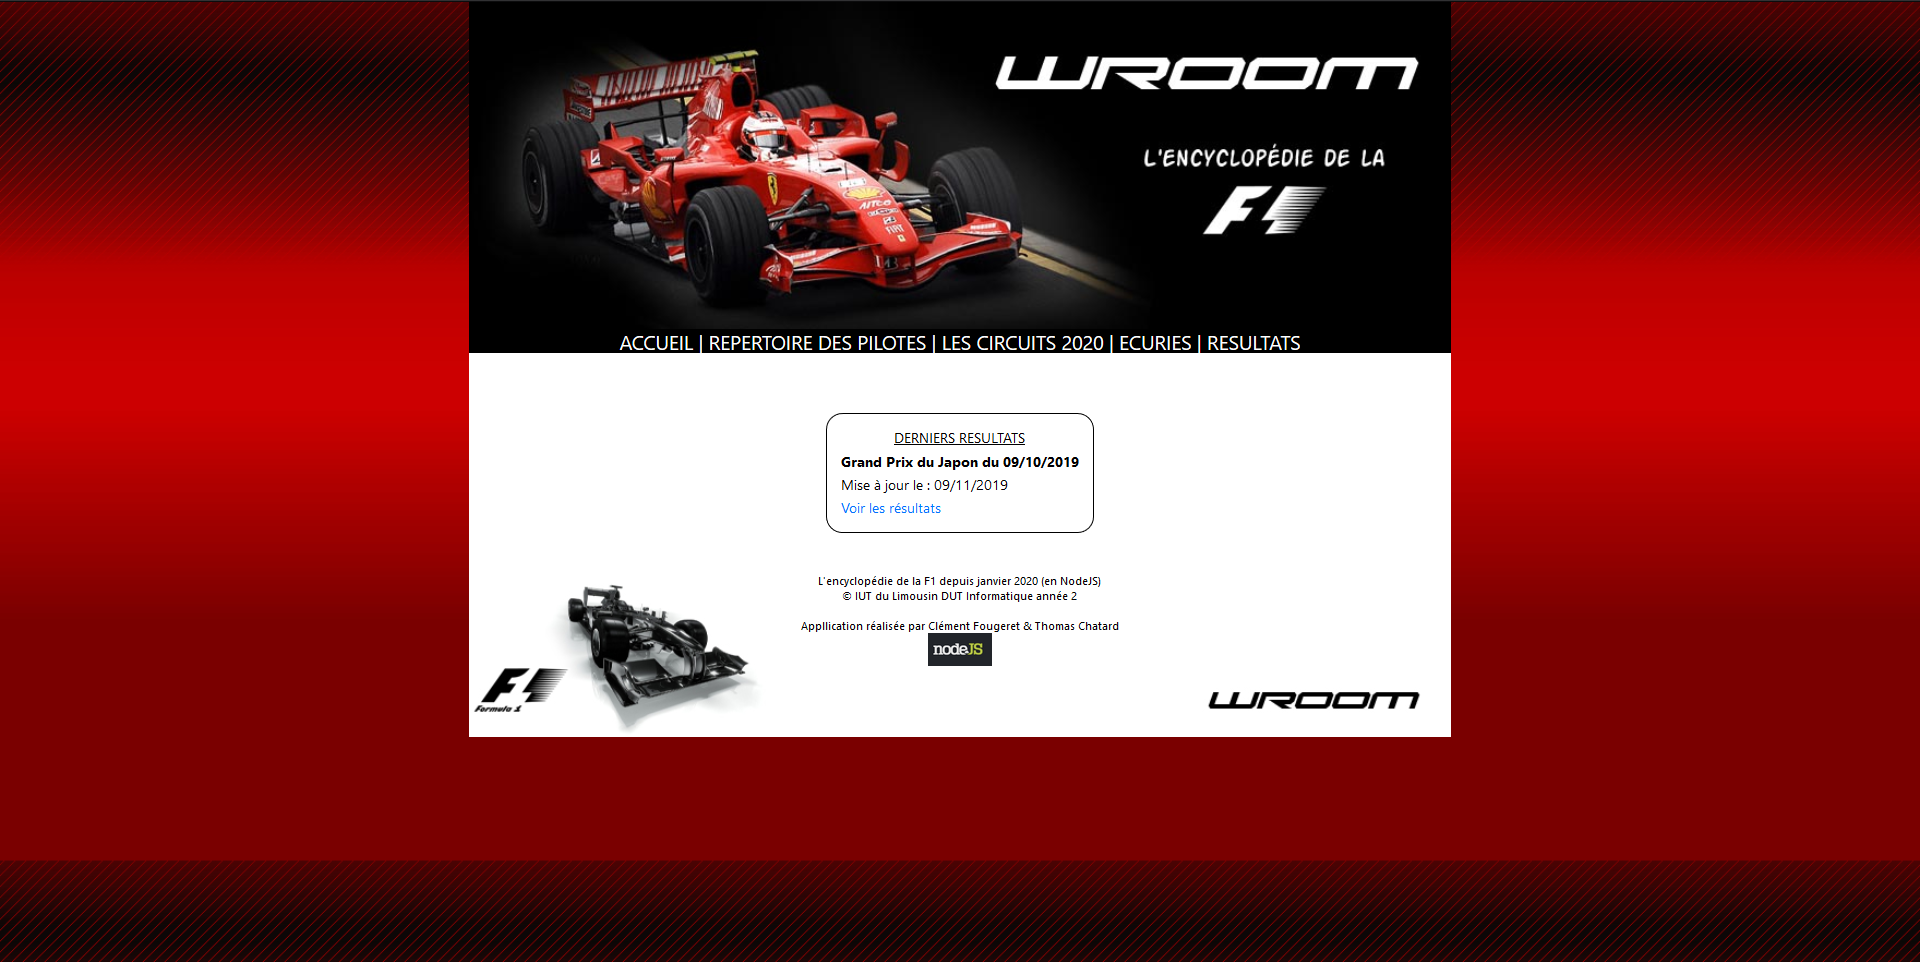 WROOM
L'ENCYCLOPÉDIE DE LA
F1
FIAT
ACCUEIL | REPERTOIRE DES PILOTES | LES CIRCUITS 2020 | ECURIES | RESULTATS
DERNIERS RESULTATS
Grand Prix du Japon du 09/10/2019
Mise à jour le : 09/11/2019
Voir les résultats
L'encyclopédie de la F1 depuis janvier 2020 (en NodeJS)
© IUT du Limousin DUT Informatique année 2
Appllication réalisée par Clément Fougeret & Thomas Chatard
nodeJS
F1
Formula 1
WROOM